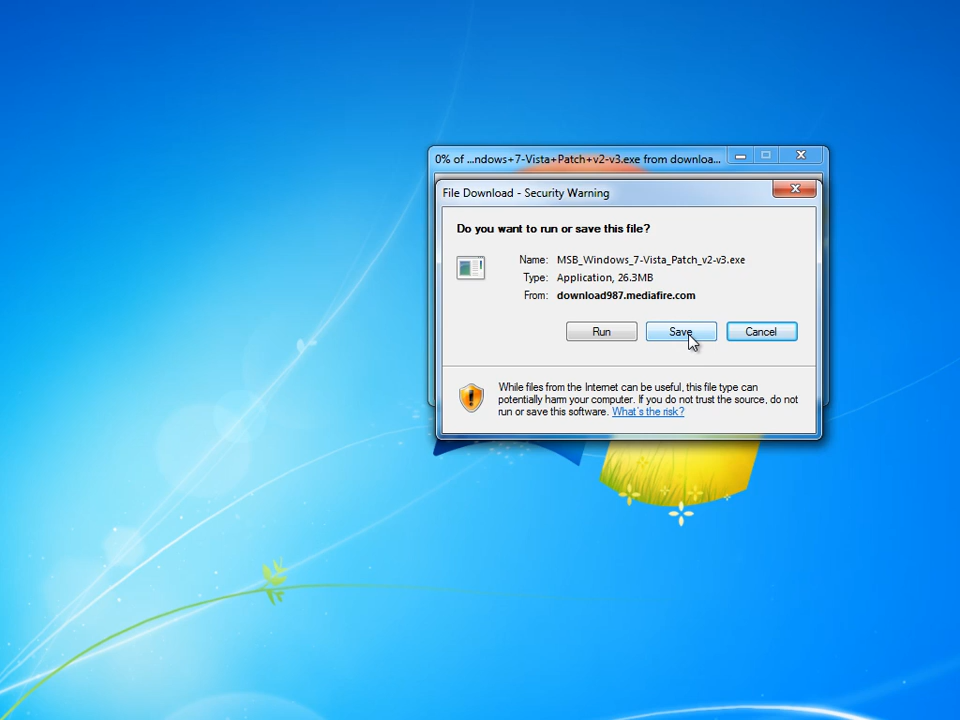 0% of ...ndows+7-Vista+Patch+v2-v3.exe from downloa...
File Download - Security Warning
Do you want to run or save this file?
Name: MSB_Windows_7-Vista_Patch_v2-v3.exe
Type: Application, 26.3MB
From: download987.mediafire.com
Run Save Cancel
While files from the Internet can be useful, this file type can
potentially harm your computer. If you do not trust the source, do not
run or save this software. What's the risk?